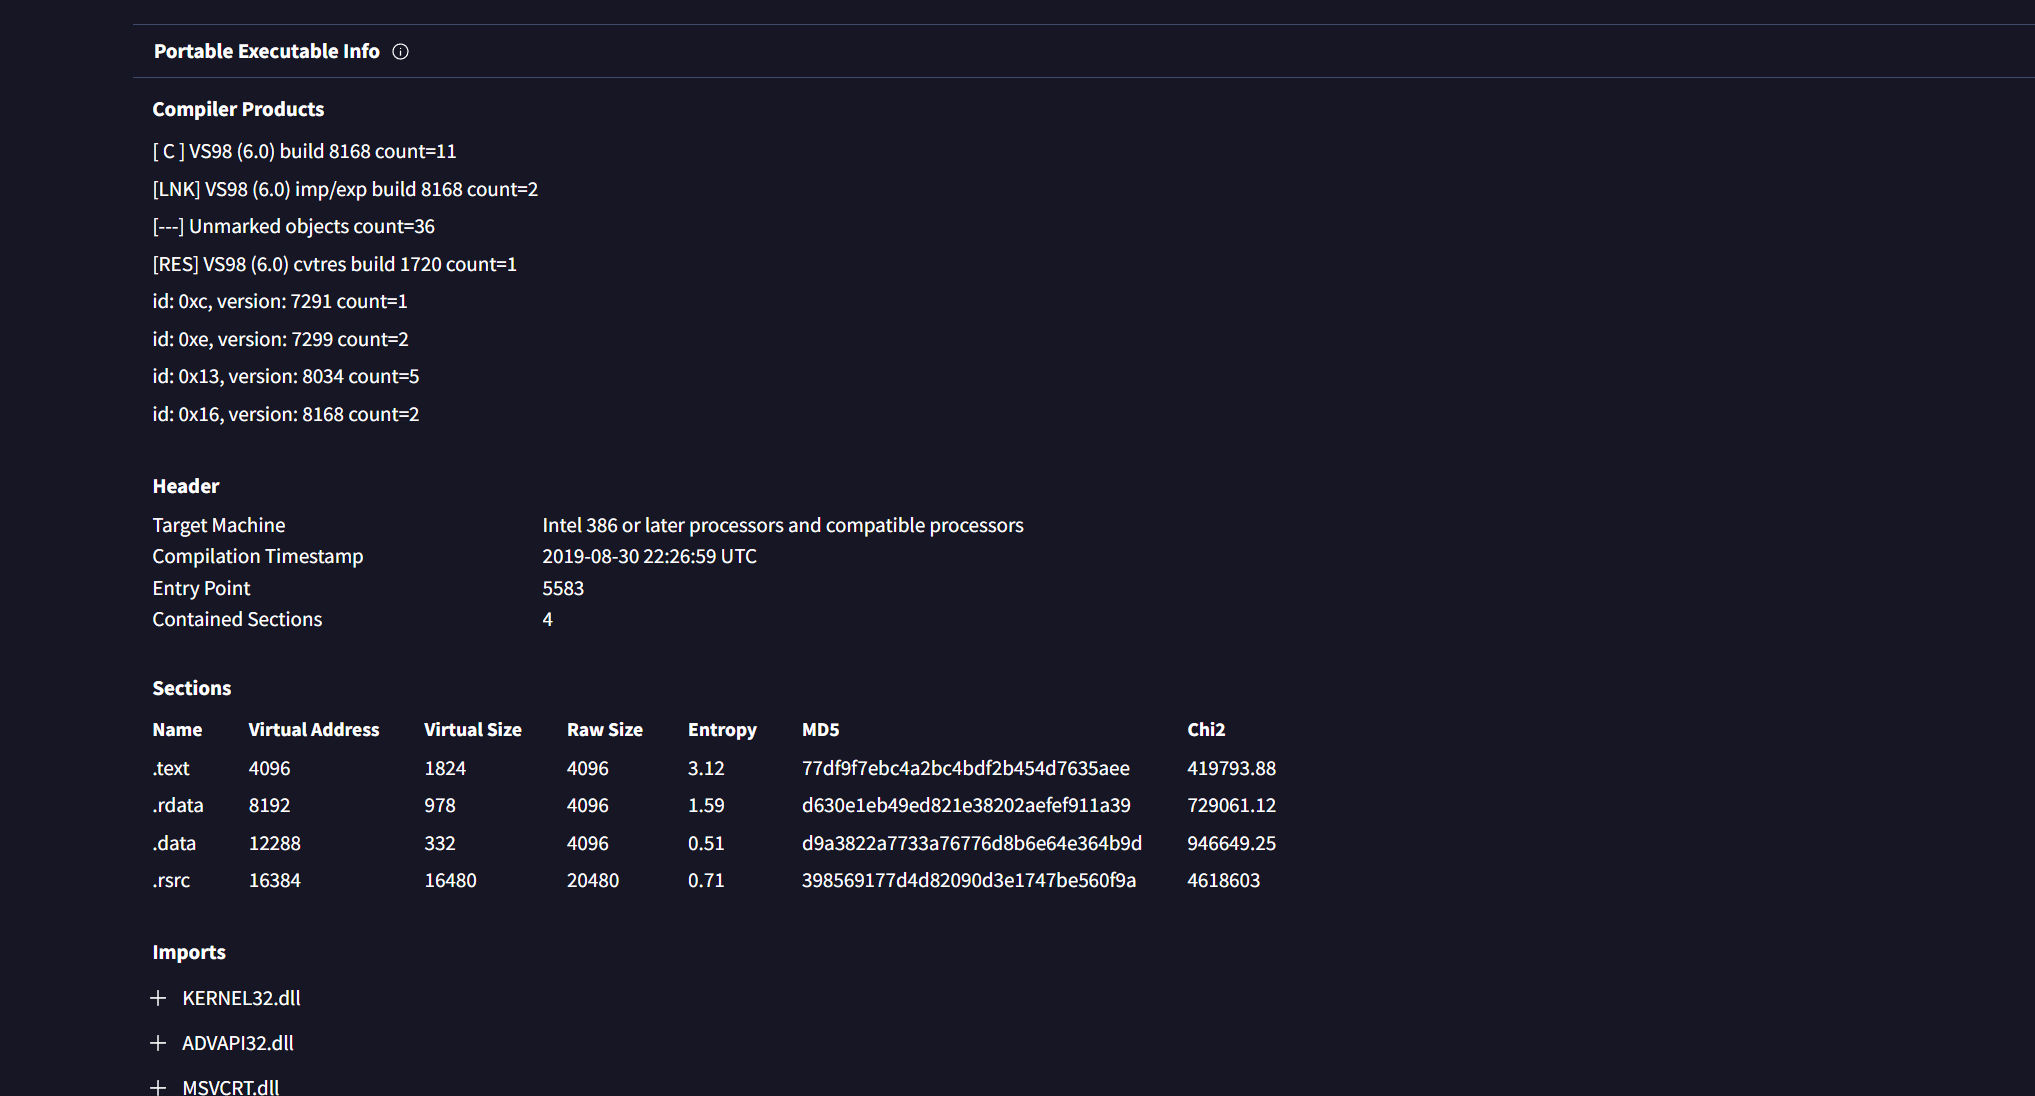 Portable Executable Info
Compiler Products
[ C ] VS98 (6.0) build 8168 count=11
[LNK] VS98 (6.0) imp/exp build 8168 count=2
[---] Unmarked objects count=36
[RES] VS98 (6.0) cvtres build 1720 count=1
id: 0xc, version: 7291 count=1
id: 0xe, version: 7299 count=2
id: 0x13, version: 8034 count=5
id: 0x16, version: 8168 count=2
Header
Target Machine Intel 386 or later processors and compatible processors
Compilation Timestamp 2019-08-30 22:26:59 UTC
Entry Point 5583
Contained Sections 4
Sections
Name Virtual Address Virtual Size Raw Size Entropy MD5 Chi2
.text 4096 1824 4096 3.12 77df9f7ebc4a2bc4bdf2b454d7635aee 419793.88
.rdata 8192 978 4096 1.59 d630e1eb49ed821e38202aefef911a39 729061.12
.data 12288 332 4096 0.51 d9a3822a7733a76776d8b6e64e364b9d 946649.25
.rsrc 16384 16480 20480 0.71 398569177d4d82090d3e1747be560f9a 4618603
Imports
KERNEL32.dll
ADVAPI32.dll
MSVCRT.dll